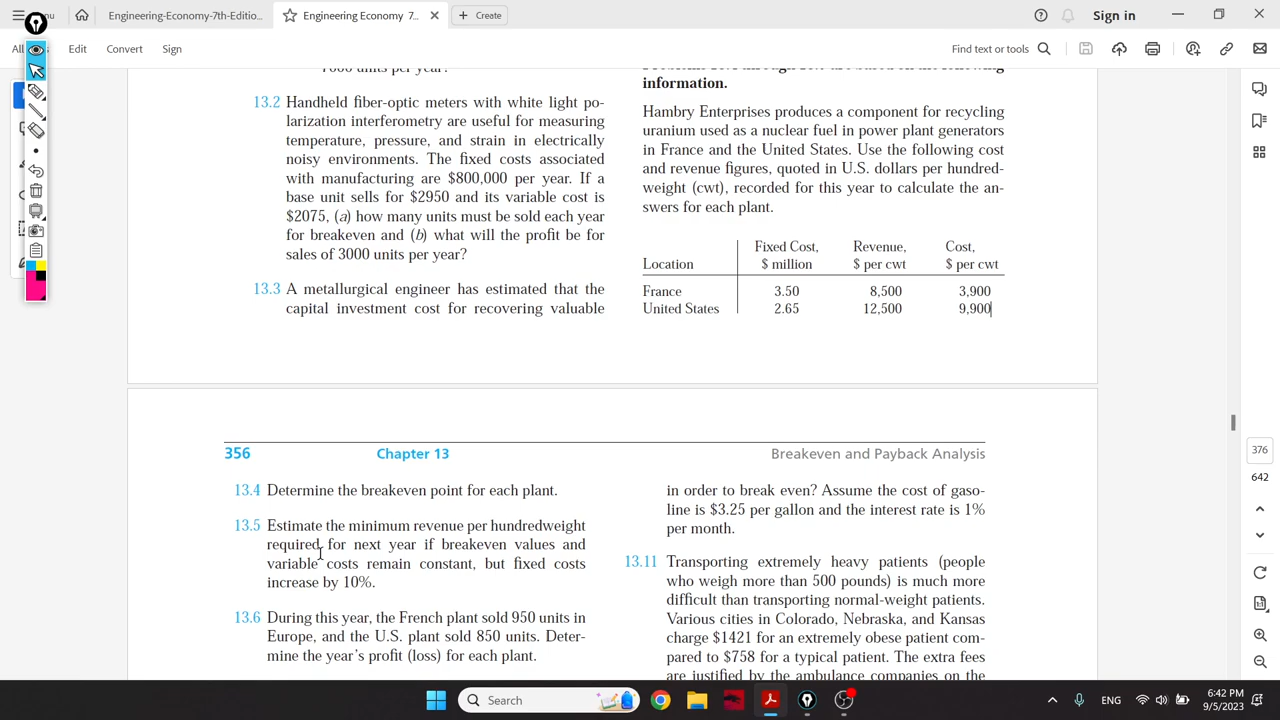 Menu
Engineering-Economy-7th-Editio...
Engineering Economy 7...
Create
Sign in
All
Edit
Convert
Sign
Find text or tools
7000 units per year?
13.2 Handheld fiber-optic meters with white light po-
larization interferometry are useful for measuring
temperature, pressure, and strain in electrically
noisy environments. The fixed costs associated
with manufacturing are $800,000 per year. If a
base unit sells for $2950 and its variable cost is
$2075, (a) how many units must be sold each year
for breakeven and (b) what will the profit be for
sales of 3000 units per year?
13.3 A metallurgical engineer has estimated that the
capital investment cost for recovering valuable
information.
Hambry Enterprises produces a component for recycling
uranium used as a nuclear fuel in power plant generators
in France and the United States. Use the following cost
and revenue figures, quoted in U.S. dollars per hundred-
weight (cwt), recorded for this year to calculate the an-
swers for each plant.
Fixed Cost, Revenue, Cost,
Location $ million $ per cwt $ per cwt
France 3.50 8,500 3,900
United States 2.65 12,500 9,900
356 Chapter 13 Breakeven and Payback Analysis
13.4 Determine the breakeven point for each plant.
13.5 Estimate the minimum revenue per hundredweight
required for next year if breakeven values and
variable costs remain constant, but fixed costs
increase by 10%.
13.6 During this year, the French plant sold 950 units in
Europe, and the U.S. plant sold 850 units. Deter-
mine the year's profit (loss) for each plant.
in order to break even? Assume the cost of gaso-
line is $3.25 per gallon and the interest rate is 1%
per month.
13.11 Transporting extremely heavy patients (people
who weigh more than 500 pounds) is much more
difficult than transporting normal-weight patients.
Various cities in Colorado, Nebraska, and Kansas
charge $1421 for an extremely obese patient com-
pared to $758 for a typical patient. The extra fees
are justified by the ambulance companies on the
376
642
Search
ENG
6:42 PM
9/5/2023